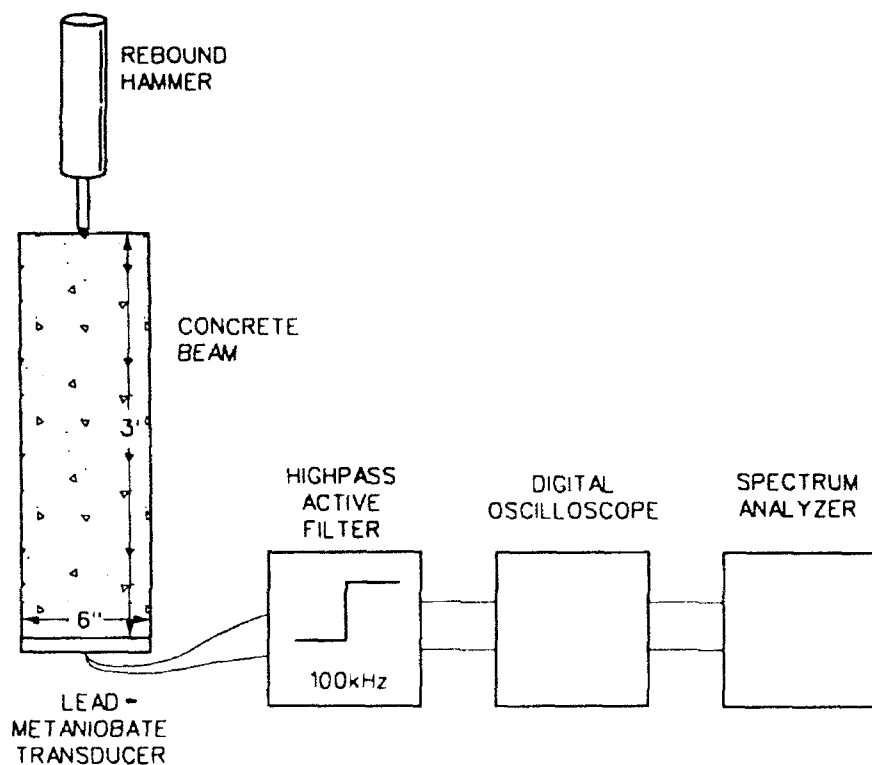 REBOUND
HAMMER
CONCRETE
BEAM
3'
6"
HIGHPASS
ACTIVE
FILTER
DIGITAL
OSCILLOSCOPE
SPECTRUM
ANALYZER
100kHz
LEAD-
METANIOBATE
TRANSDUCER